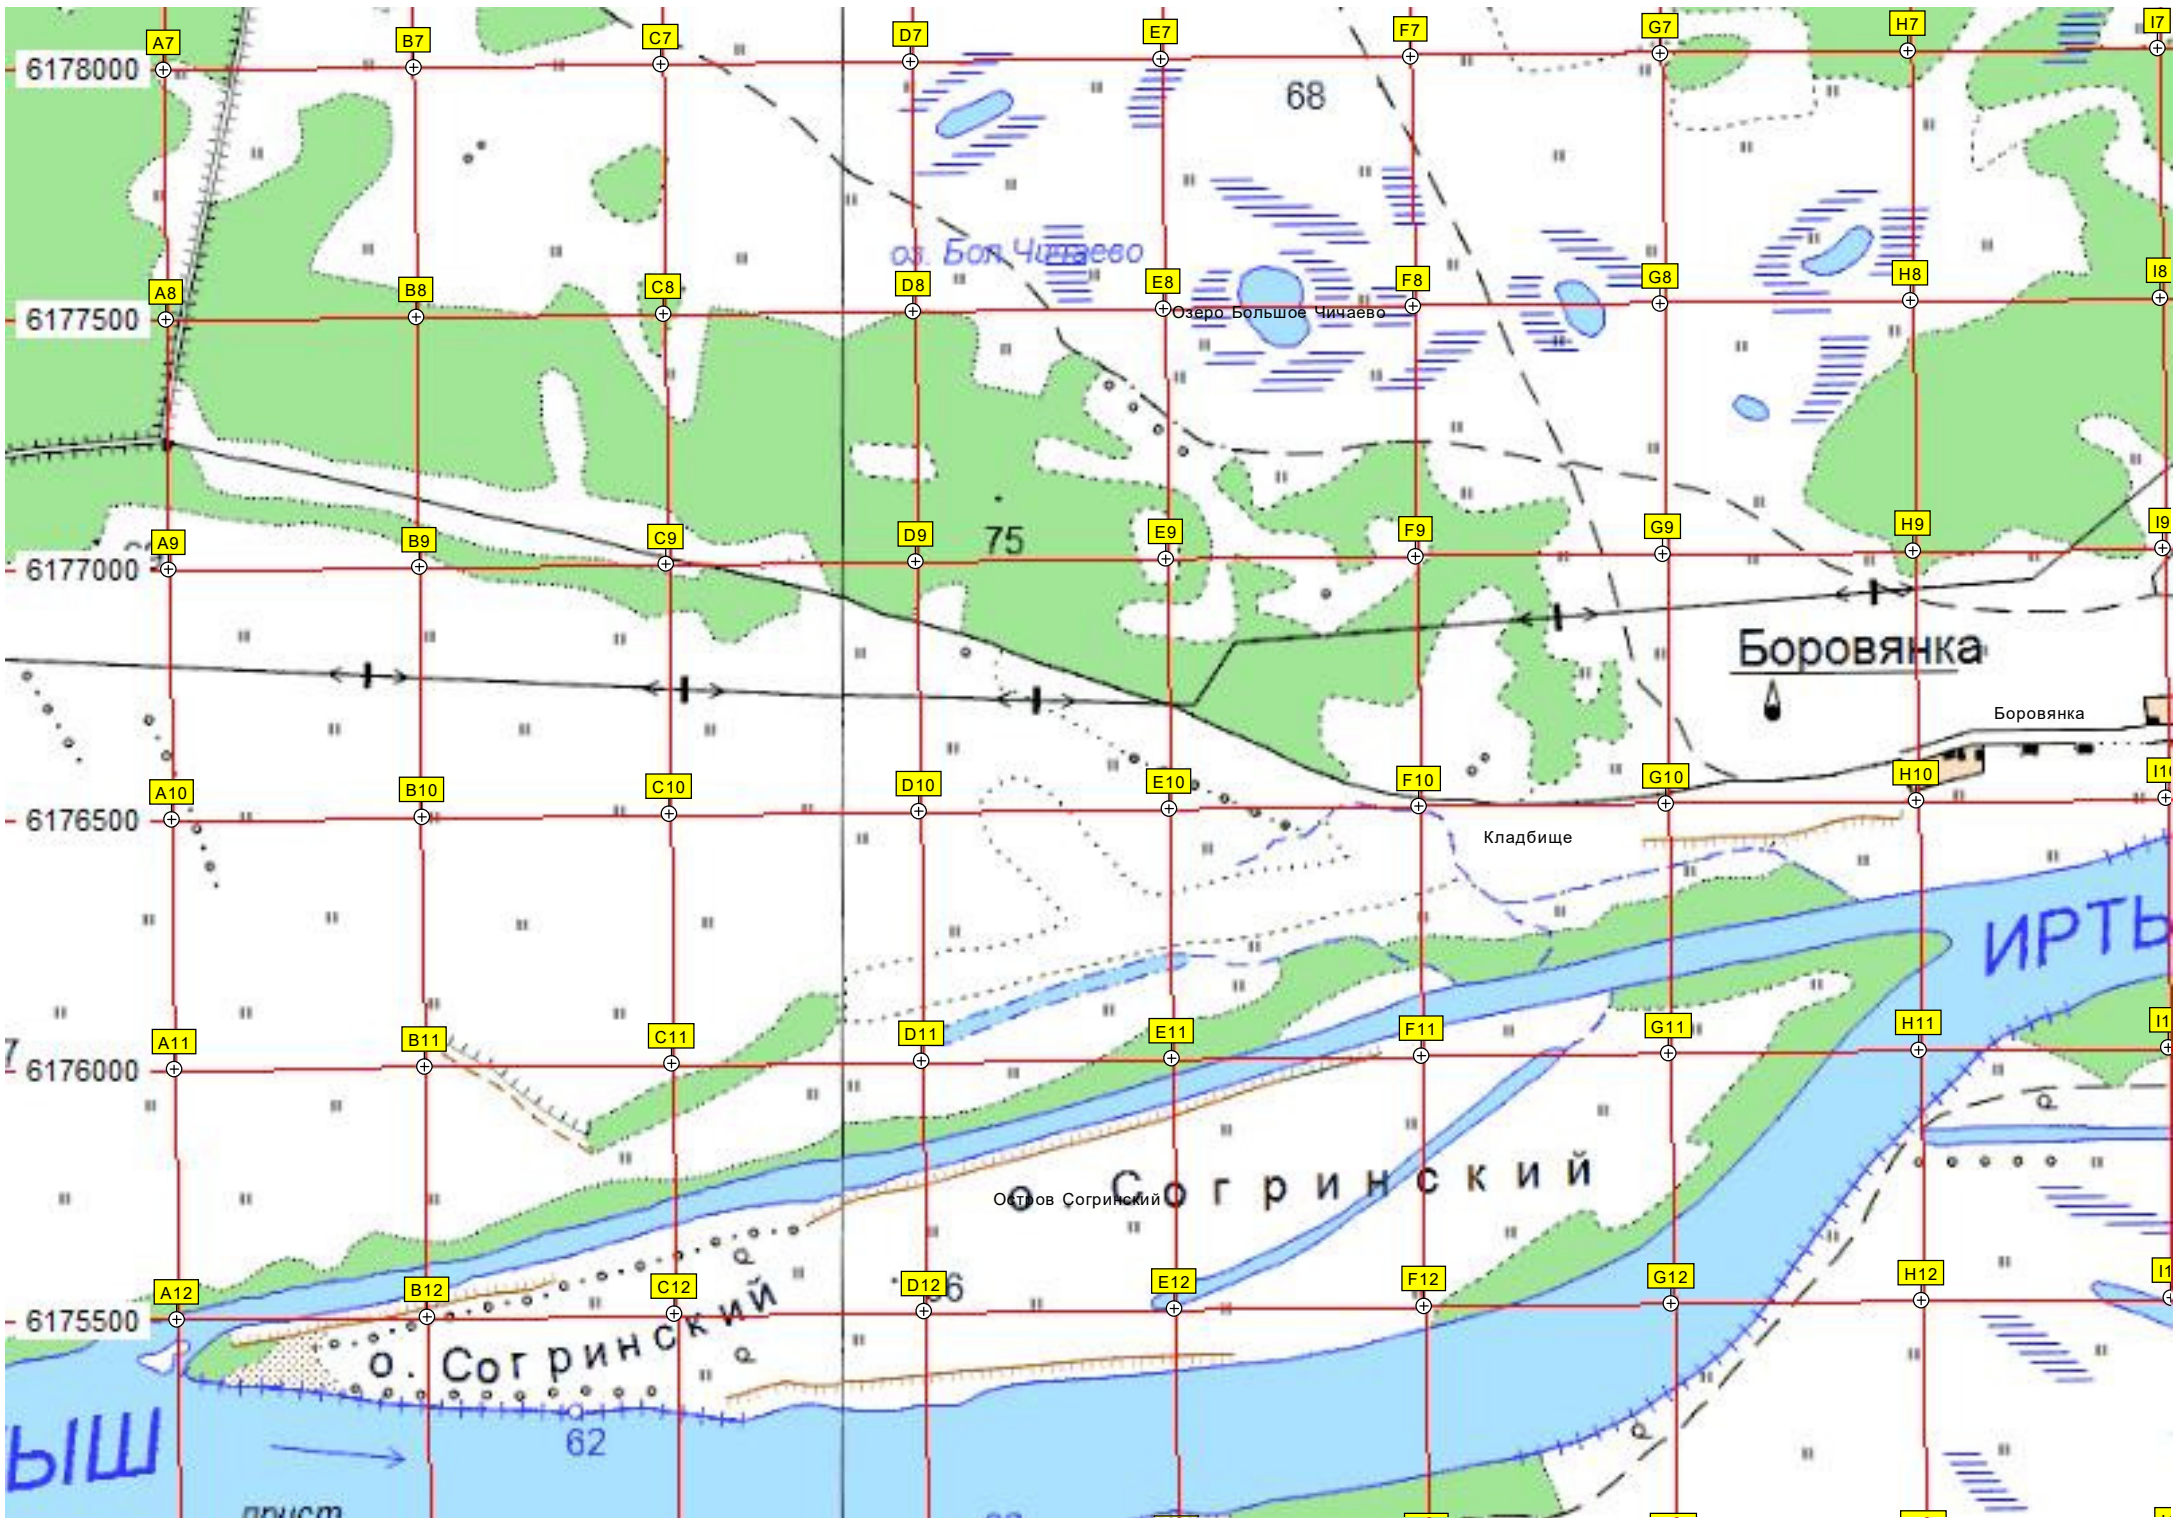 A7 B7 C7 D7 E7 F7 G7 H7 I7
6178000
68
оз. Бол Чичаево
A8 B8 C8 D8 E8 F8 G8 H8 I8
Озеро Большое Чичаево
6177500
75
A9 B9 C9 D9 E9 F9 G9 H9 I9
6177000
Боровянка
Боровянка
A10 B10 C10 D10 E10 F10 G10 H10
6176500
Кладбище
ИРТЫ
A11 B11 C11 D11 E11 F11 G11 H11
6176000
о. Согринский
Остров Согринский
A12 B12 C12 D12 E12 F12 G12 H12
6175500
о. Согринский
62
ЫШ